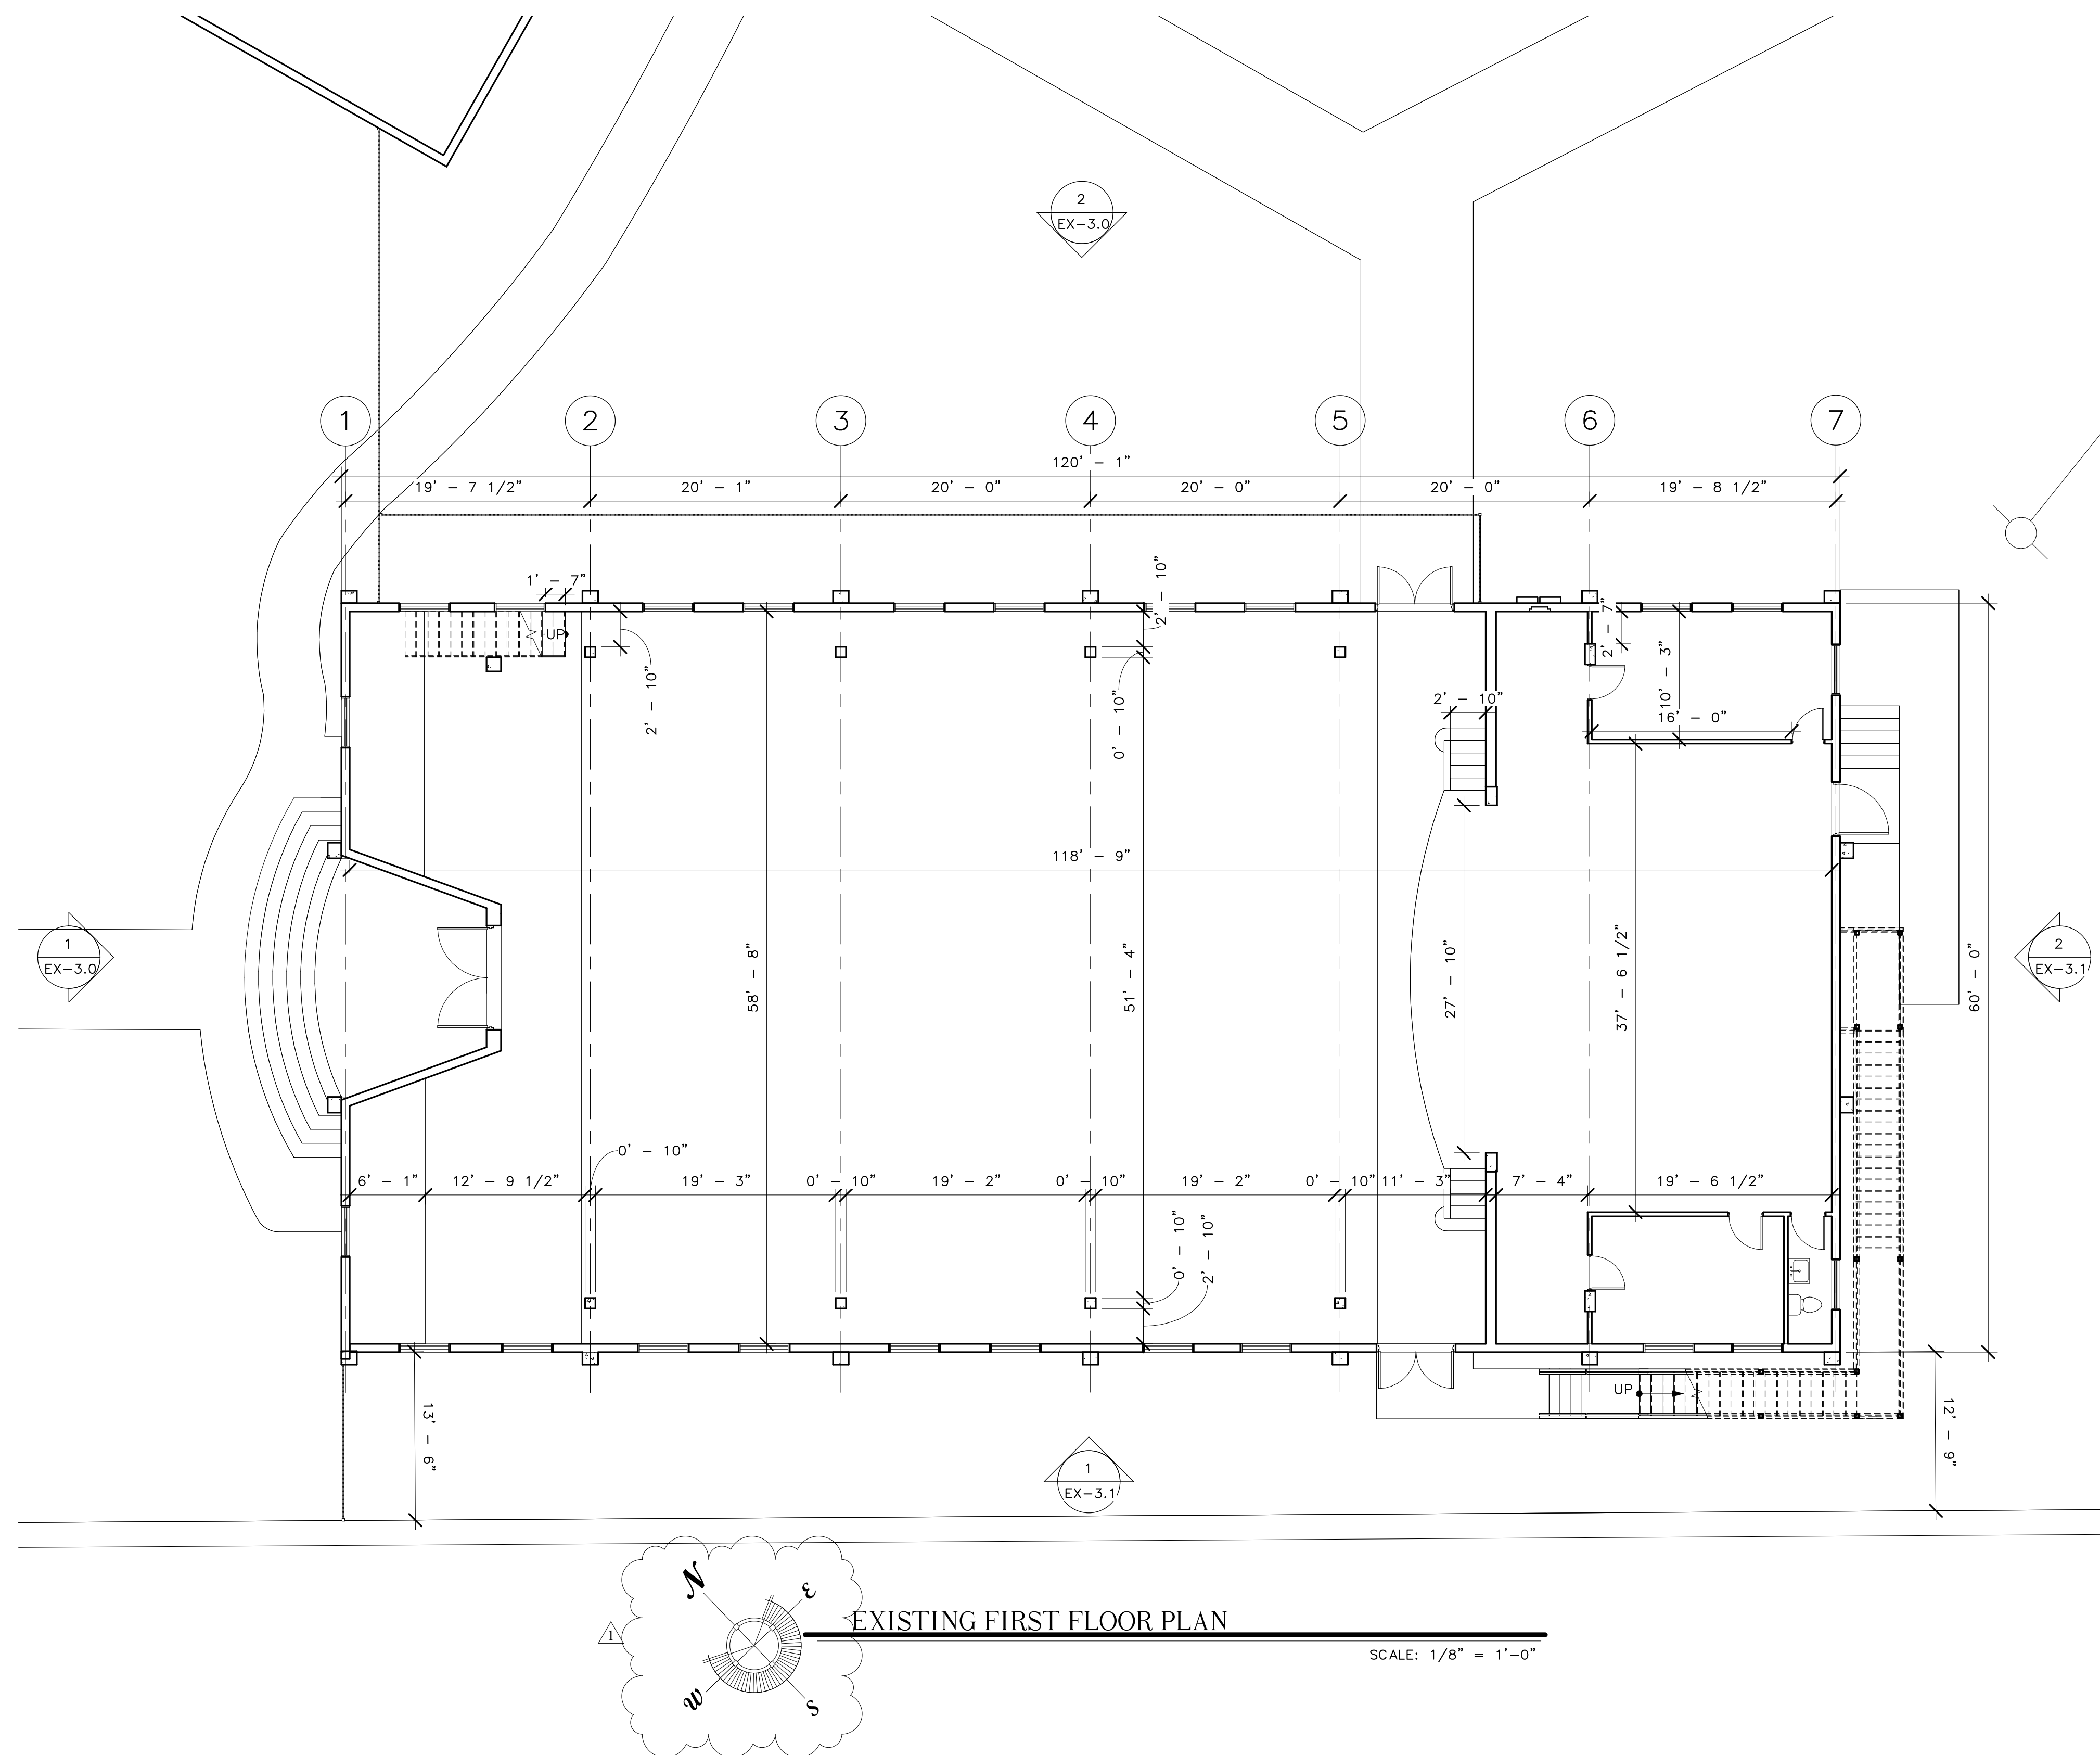 2
EX-3.0
1
2
3
4
5
6
7
120' - 1"
19' - 7 1/2"
20' - 1"
20' - 0"
20' - 0"
20' - 0"
19' - 8 1/2"
1' - 7"
2' - 10"
UP
2' - 7"
10' - 3"
2' - 10"
0' - 10"
2' - 10"
16' - 0"
118' - 9"
1
EX-3.0
58' - 8"
51' - 4"
27' - 10"
37' - 6 1/2"
60' - 0"
2
EX-3.1
0' - 10"
6' - 1"
12' - 9 1/2"
19' - 3"
0' - 10"
19' - 2"
0' - 10"
19' - 2"
0' - 10"
11' - 3"
7' - 4"
19' - 6 1/2"
0' - 10"
2' - 10"
UP
13' - 6"
12' - 9"
1
EX-3.1
N
E
W
S
1
EXISTING FIRST FLOOR PLAN
SCALE: 1/8" = 1'-0"